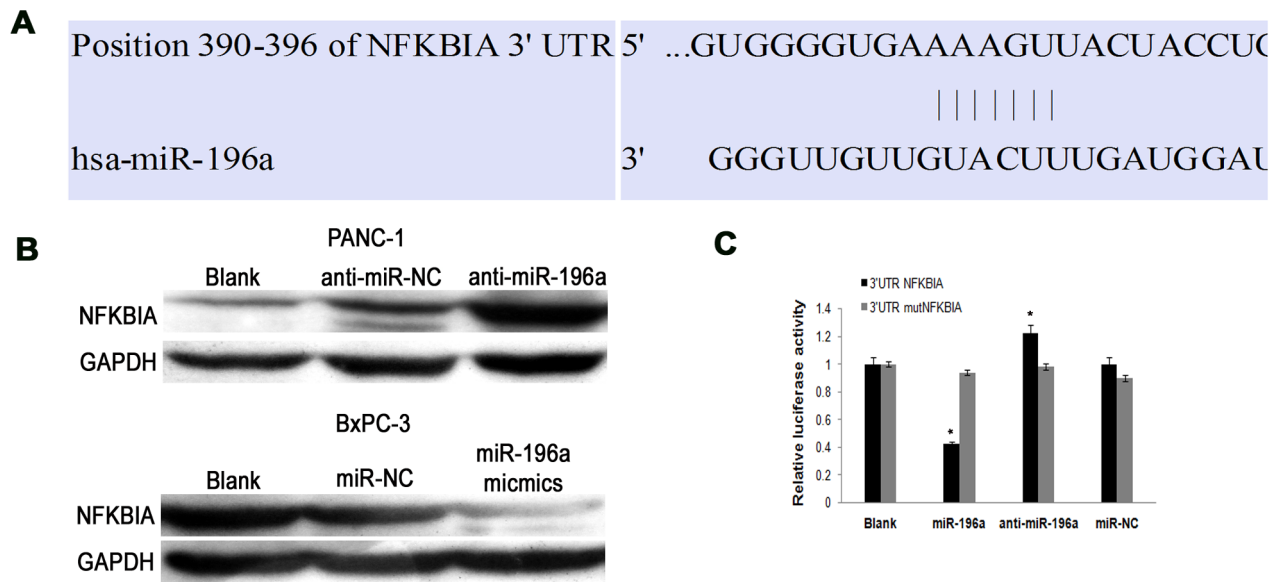 A
Position 390-396 of NFKBIA 3' UTR 5' ...GUGGGGUGAAAAGUUACUACCUC
hsa-miR-196a 3' GGGUUGUUGUACUUUGAUGGAU
B
PANC-1
Blank anti-miR-NC anti-miR-196a
NFKBIA
GAPDH
BxPC-3
Blank miR-NC miR-196a micmics
NFKBIA
GAPDH
C
3'UTR NFKBIA
3'UTR mutNFKBIA
Relative luciferase activity
1.4
1.2
1
0.8
0.6
0.4
0.2
0
*
*
Blank miR-196a anti-miR-196a miR-NC